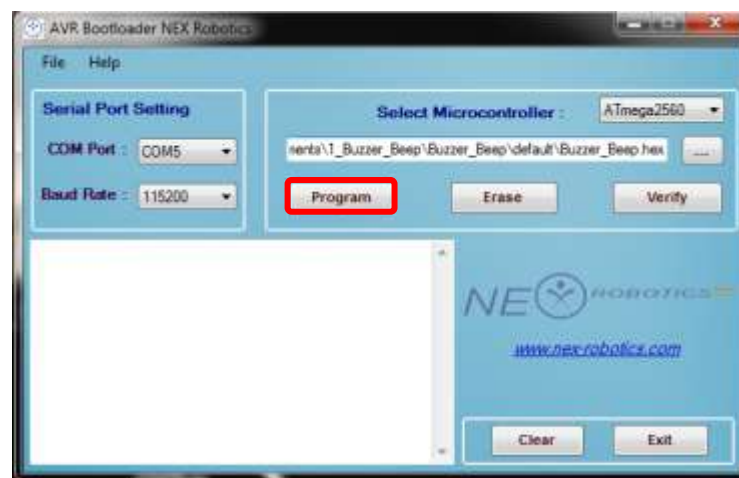 AVR Bootloader NEX Robotics
File Help
Serial Port Setting
COM Port : COM5
Baud Rate : 115200
Select Microcontroller : ATmega2560
nents\1_Buzzer_Beep\Buzzer_Beep\default\Buzzer_Beep.hex ...
Program Erase Verify
NEX ROBOTICS
www.nex-robotics.com
Clear Exit